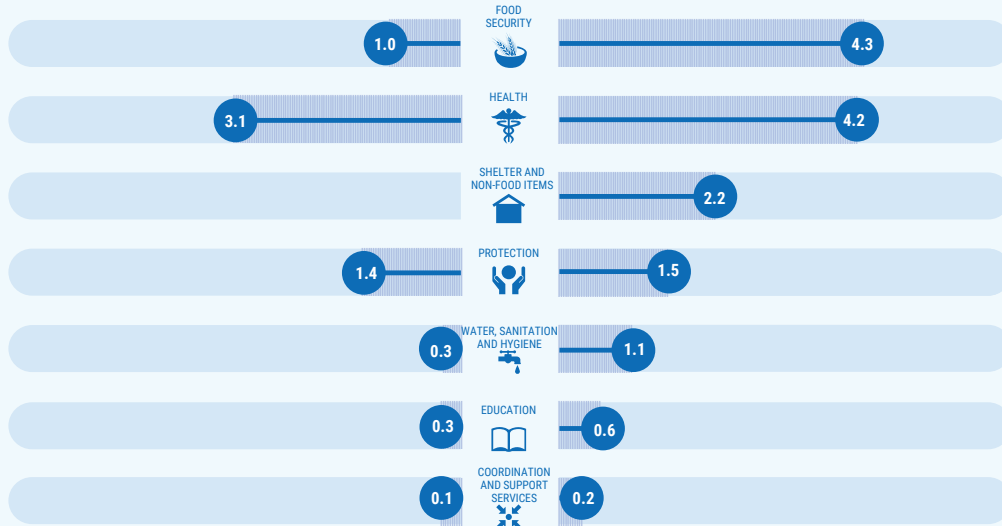 FOOD
SECURITY
1.0
4.3
HEALTH
3.1
4.2
SHELTER AND
NON-FOOD ITEMS
2.2
PROTECTION
1.4
1.5
WATER, SANITATION
AND HYGIENE
0.3
1.1
EDUCATION
0.3
0.6
COORDINATION
AND SUPPORT
SERVICES
0.1
0.2